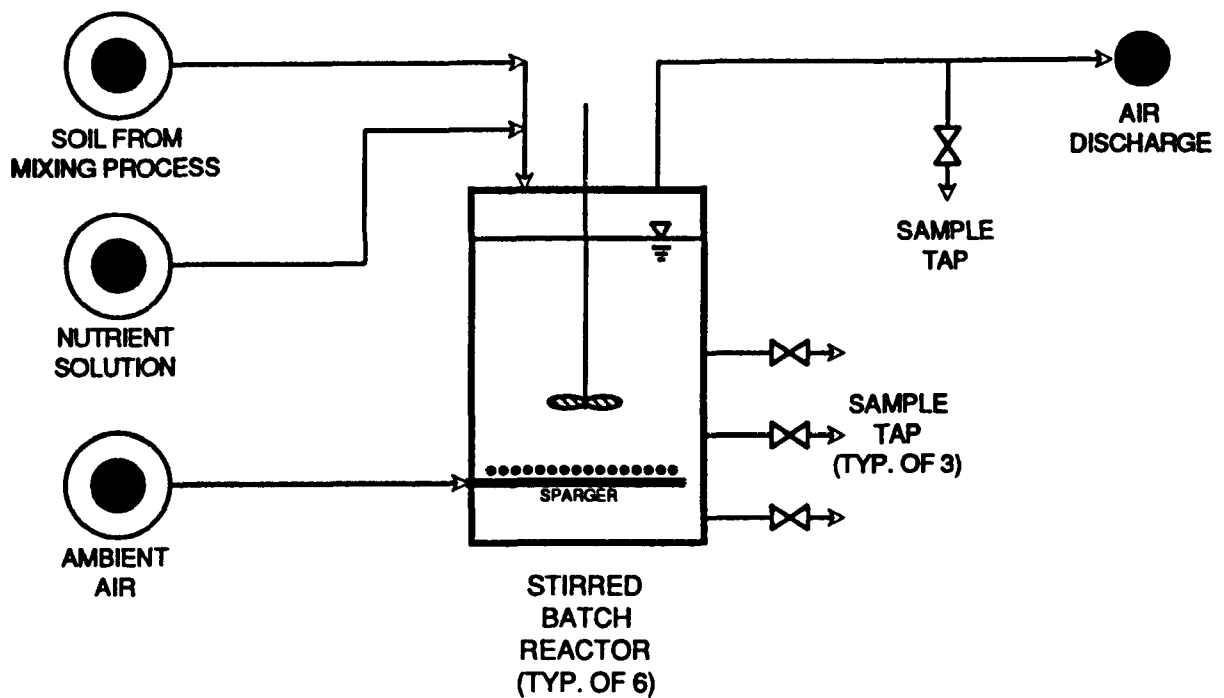 SOIL FROM
MIXING PROCESS
NUTRIENT
SOLUTION
AMBIENT
AIR
SPARGER
STIRRED
BATCH
REACTOR
(TYP. OF 6)
AIR
DISCHARGE
SAMPLE
TAP
SAMPLE
TAP
(TYP. OF 3)